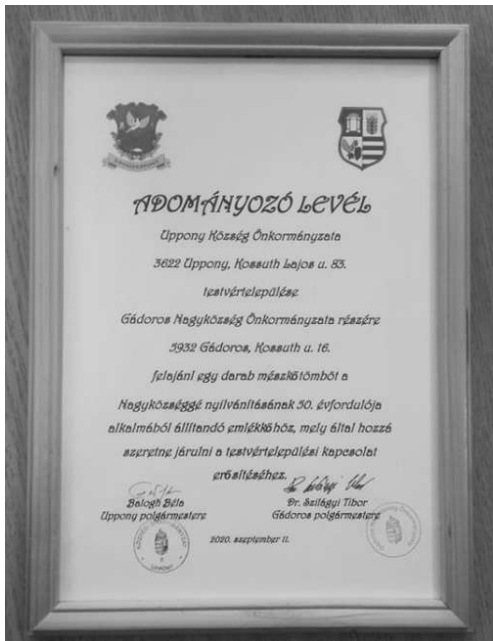 ADOMÁNYOZÓ LEVÉL
Uppony Község Önkormányzata
3622 Uppony, Kossuth Lajos u. 83.
testvértelepülése
Gádoros Nagyközség Önkormányzata részére
5932 Gádoros, Kossuth u. 16.
felajánl egy darab mészkőtömböt a
Nagyközséggé nyilvánításának 50. évfordulója
alkalmából állítandó emlékkőhöz, mely által hozzá
szeretne járulni a testvértelepülési kapcsolat
erősítéséhez.
Balogh Béla
Uppony polgármestere
Dr. Szilágyi Tibor
Gádoros polgármestere
2020. szeptember 11.